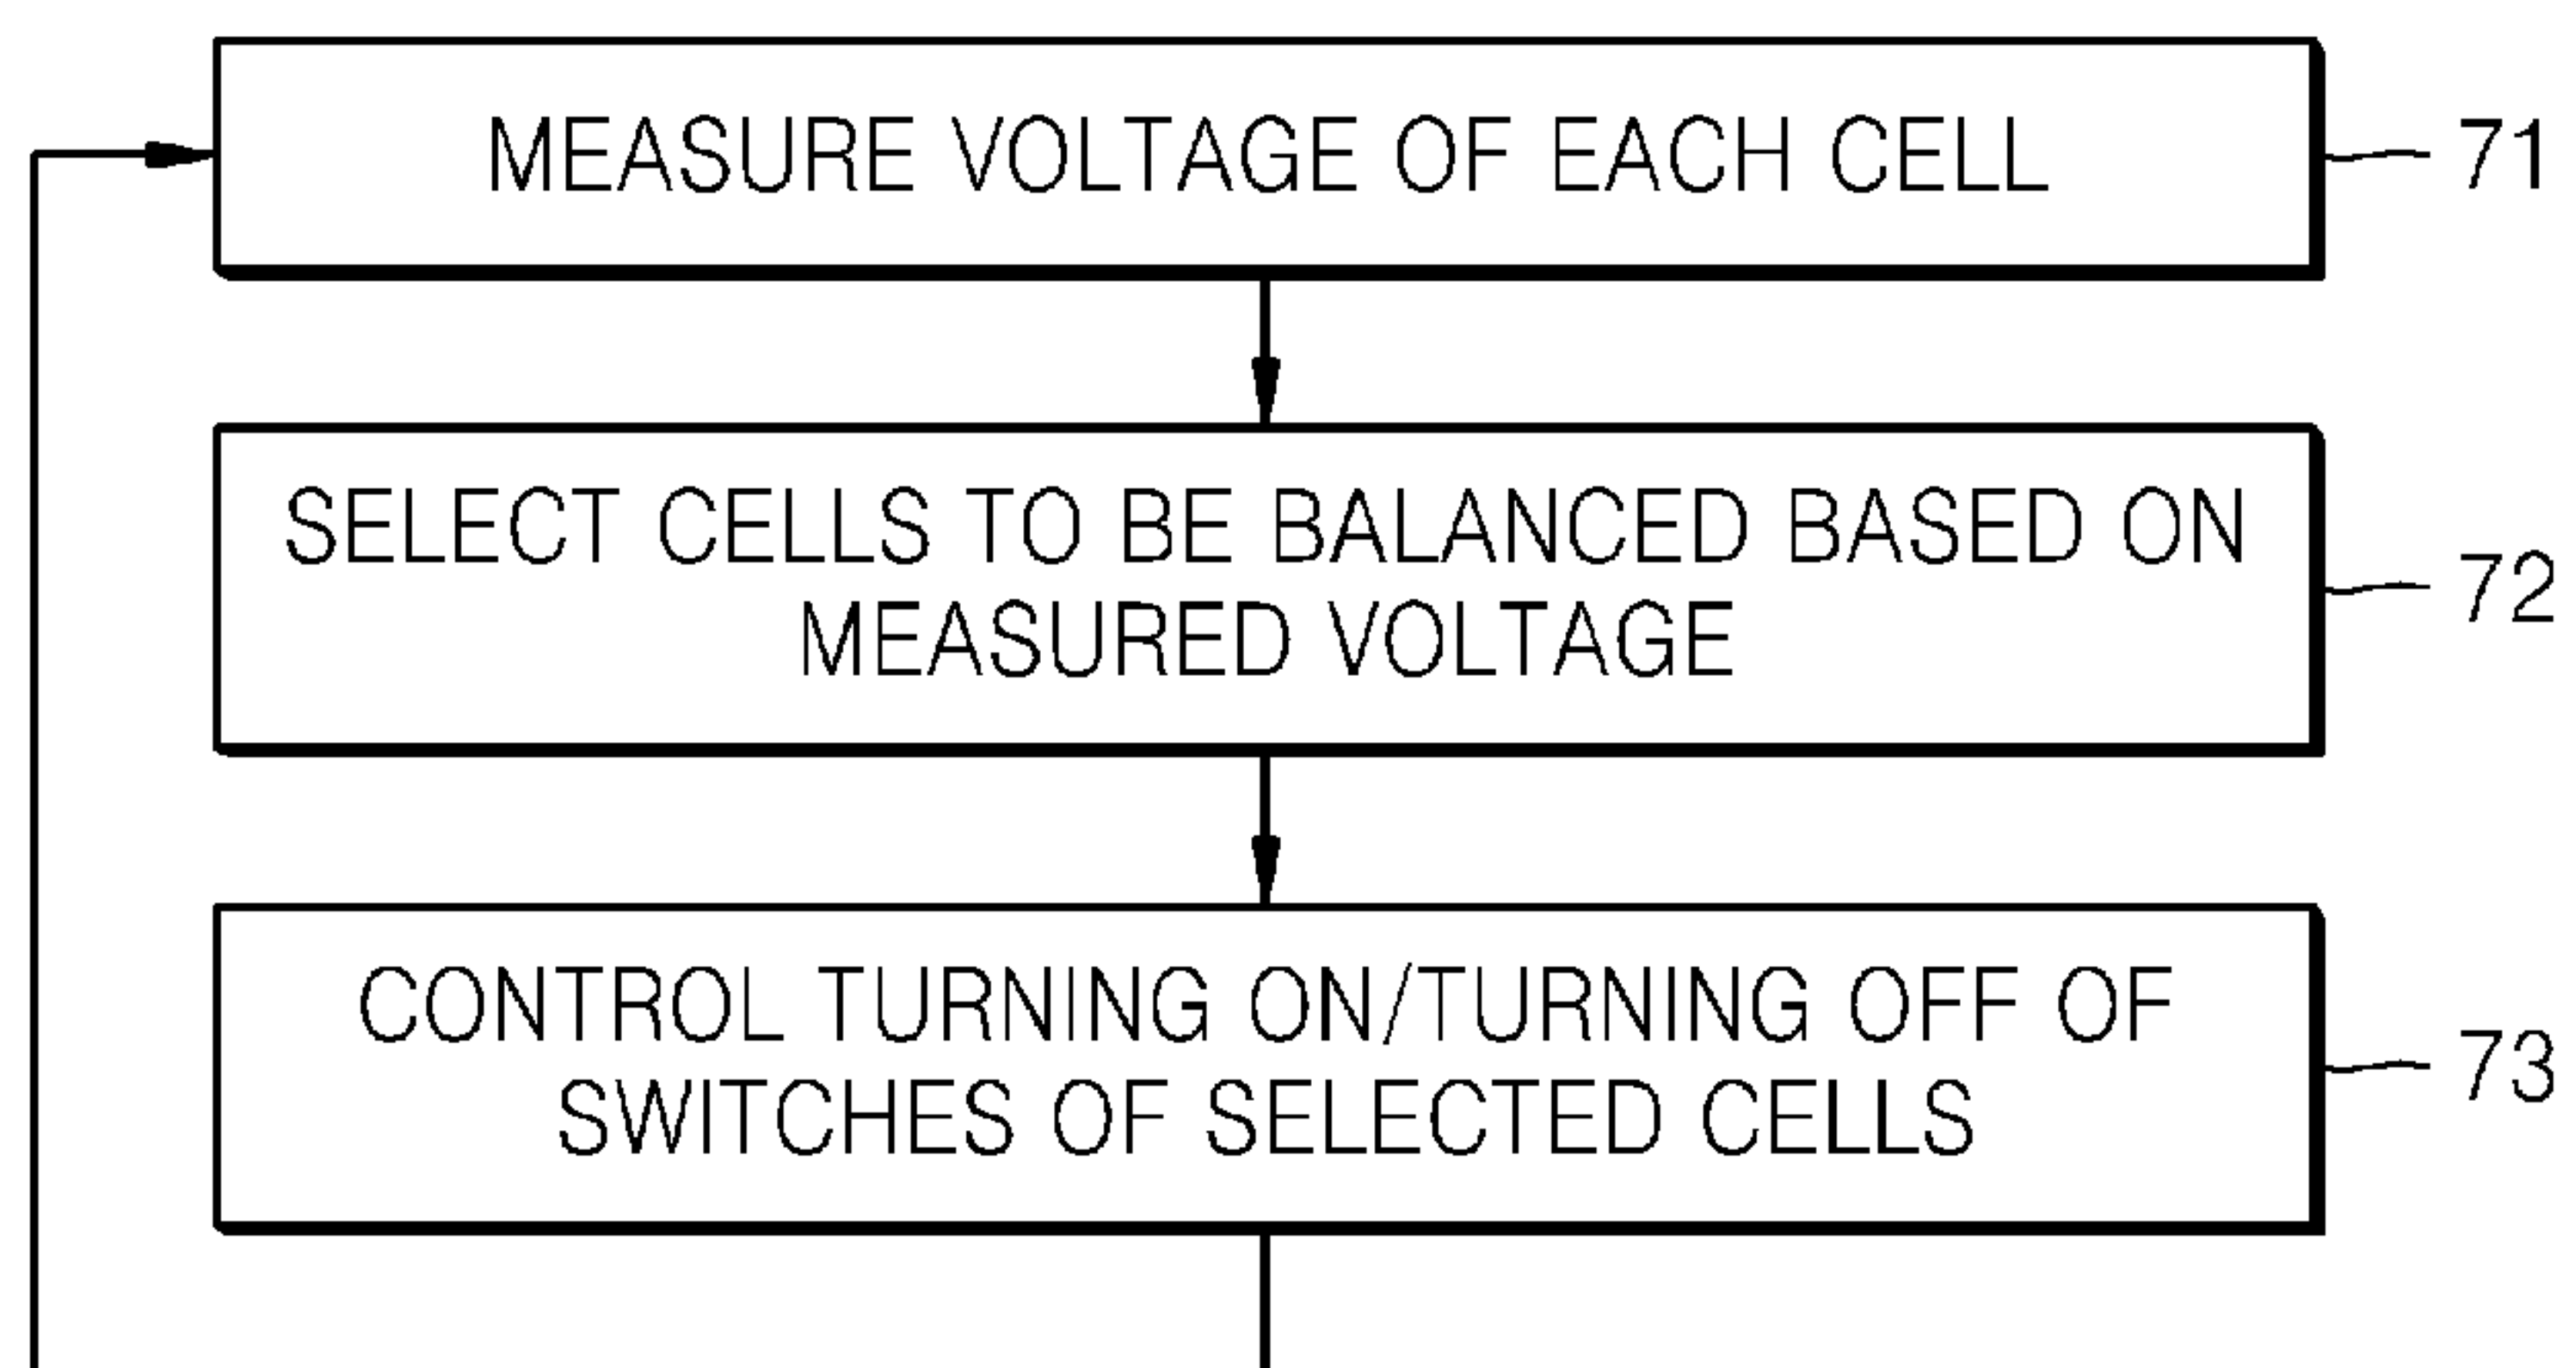 MEASURE VOLTAGE OF EACH CELL
71
SELECT CELLS TO BE BALANCED BASED ON
MEASURED VOLTAGE
72
CONTROL TURNING ON/TURNING OFF OF
SWITCHES OF SELECTED CELLS
73